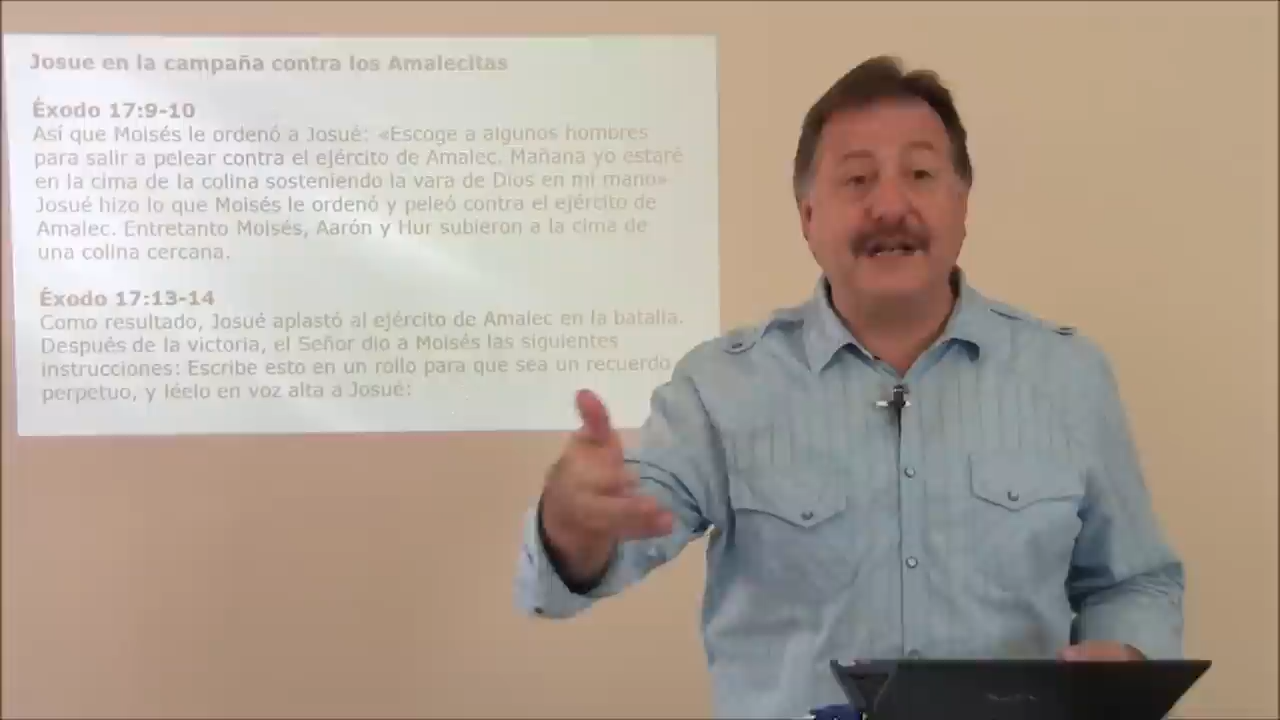 Josue en la campaña contra los Amalecitas
Éxodo 17:9-10
Así que Moisés le ordenó a Josué: «Escoge a algunos hombres
para salir a pelear contra el ejército de Amalec. Mañana yo estaré
en la cima de la colina sosteniendo la vara de Dios en mi mano»
Josué hizo lo que Moisés le ordenó y peleó contra el ejército de
Amalec. Entretanto Moisés, Aarón y Hur subieron a la cima de
una colina cercana.
Éxodo 17:13-14
Como resultado, Josué aplastó al ejército de Amalec en la batalla.
Después de la victoria, el Señor dio a Moisés las siguientes
instrucciones: Escribe esto en un rollo para que sea un recuerdo
perpetuo, y léelo en voz alta a Josué: